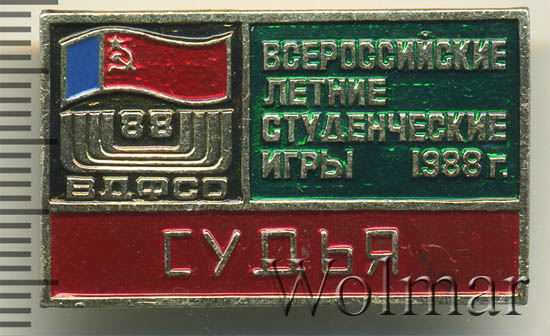 88
ВДФСО
ВСЕРОССИЙСКИЕ
ЛЕТНИЕ
СТУДЕНЧЕСКИЕ
ИГРЫ 1988 г.
СУДЬЯ
Wolmar